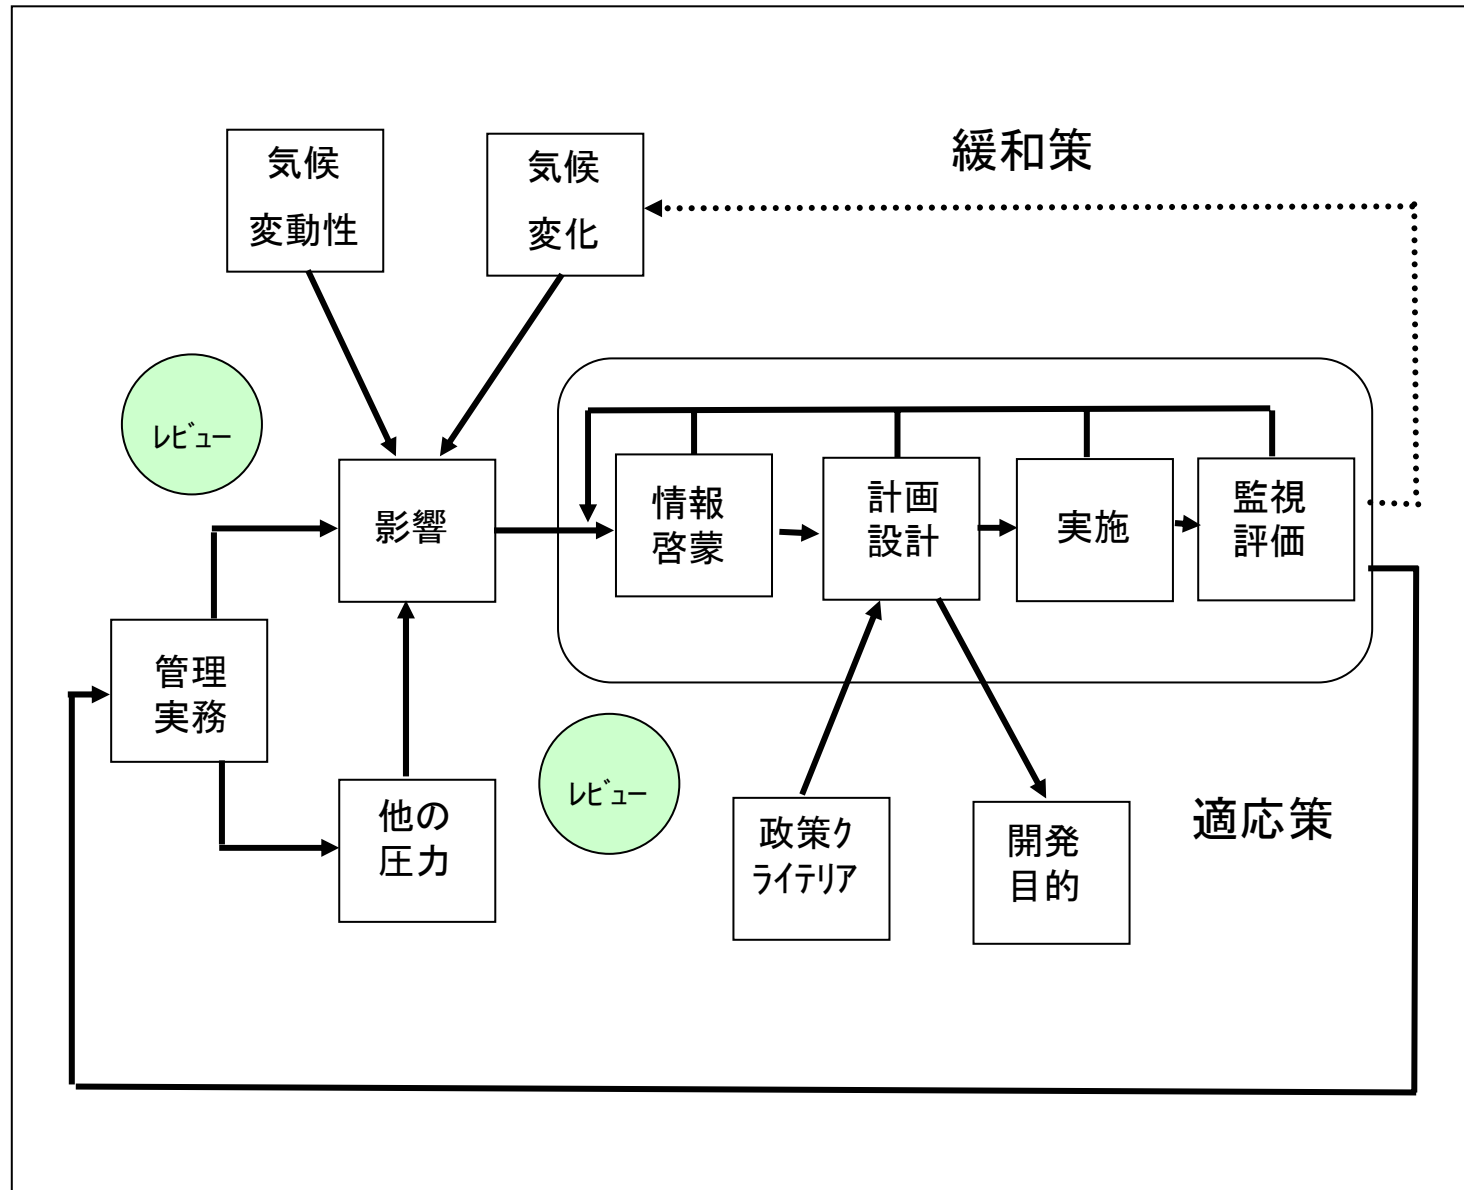 緩和策
気候
変動性
気候
変化
レビュー
影響
情報
啓蒙
計画
設計
実施
監視
評価
管理
実務
他の
圧力
レビュー
政策ク
ライテリア
開発
目的
適応策